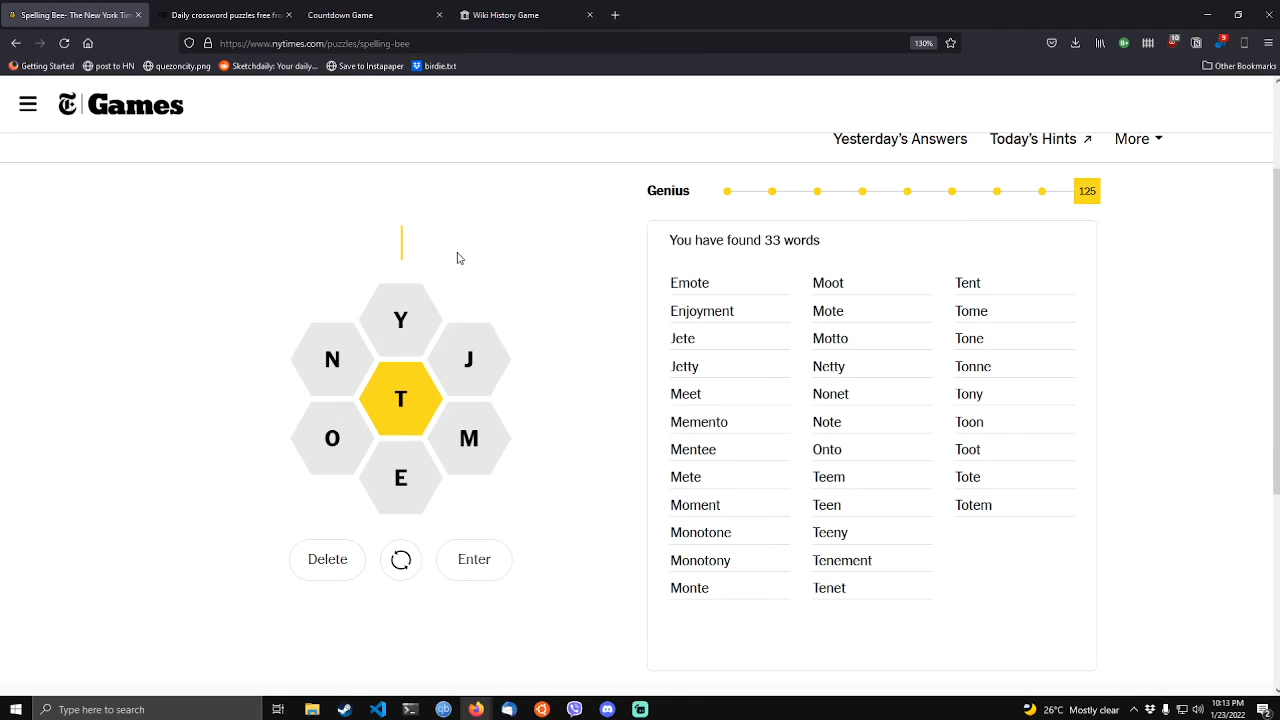 Spelling Bee - The New York Tim
Daily crossword puzzles free fro
Countdown Game
Wiki History Game
https://www.nytimes.com/puzzles/spelling-bee
130%
10
9
Getting Started
post to HN
quezoncity.png
Sketchdaily: Your daily...
Save to Instapaper
birdie.txt
Other Bookmarks
T Games
Yesterday's Answers
Today's Hints
More
Genius
125
You have found 33 words
Emote Moot Tent
Enjoyment Mote Tome
Jete Motto Tone
Jetty Netty Tonne
Meet Nonet Tony
Memento Note Toon
Mentee Onto Toot
Mete Teem Tote
Moment Teen Totem
Monotone Teeny
Monotony Tenement
Monte Tenet
Y
N J
T
O M
E
Delete
Enter
Type here to search
26°C Mostly clear
10:13 PM
1/23/2022